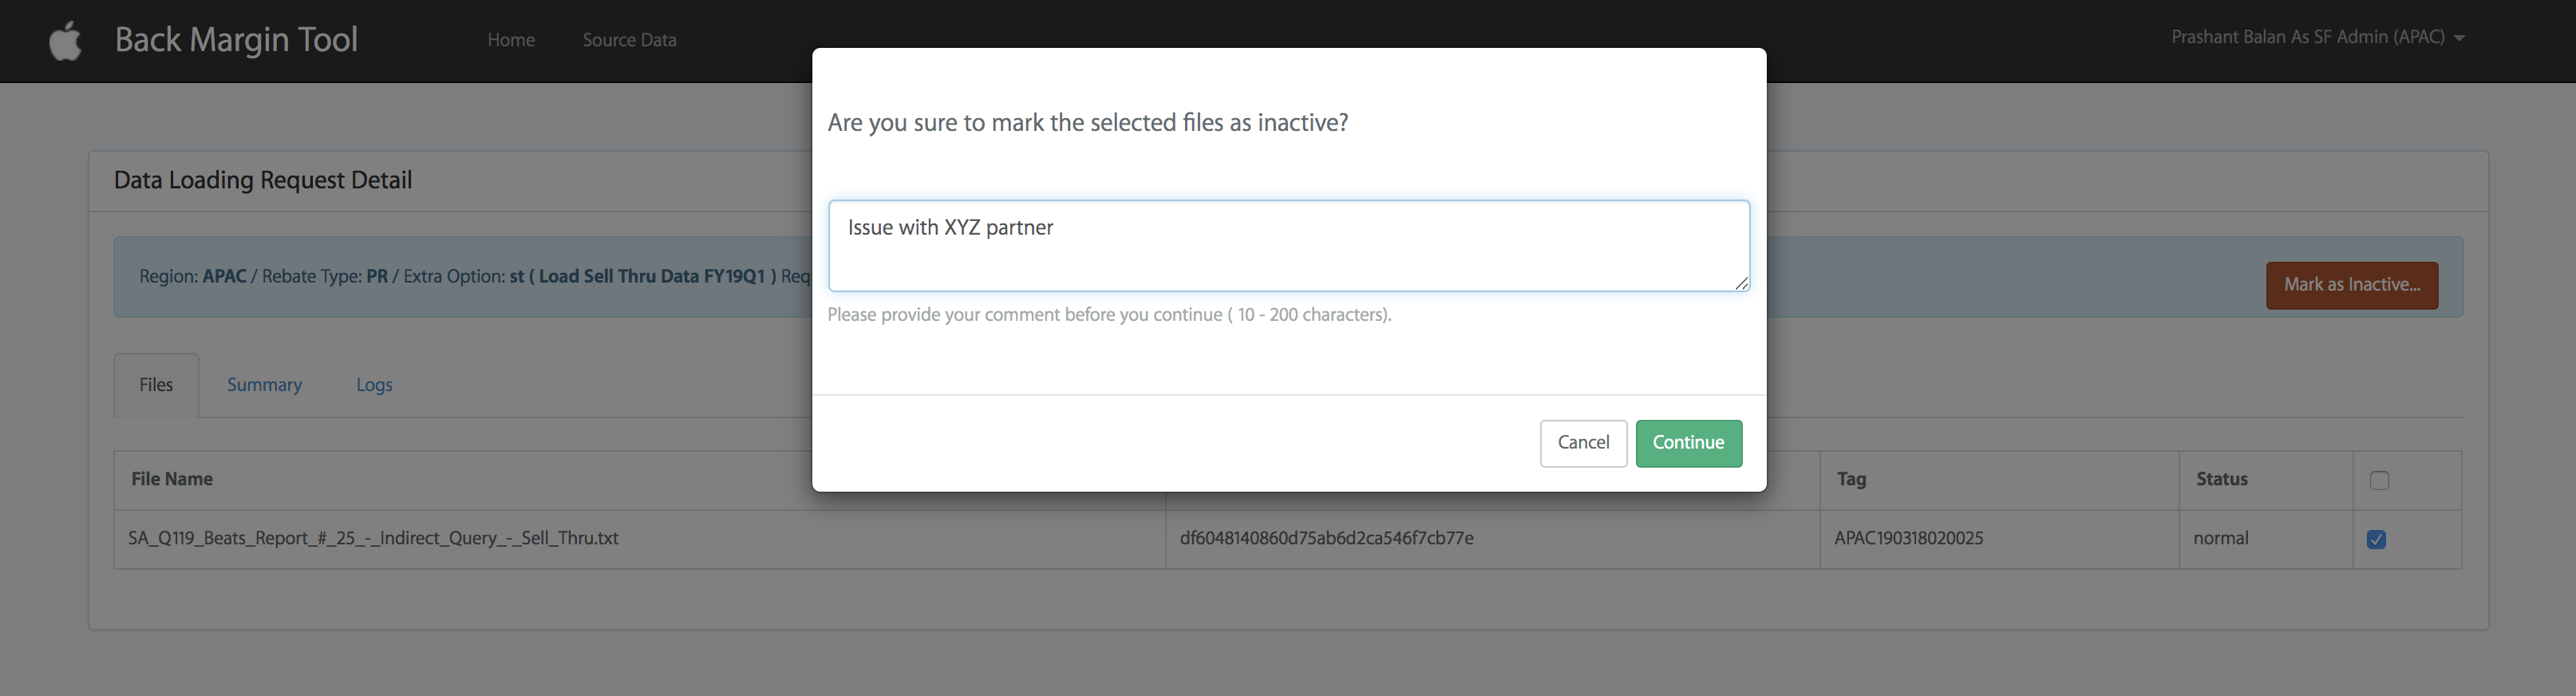 Back Margin Tool
Home
Source Data
Prashant Balan As SF Admin (APAC)
Are you sure to mark the selected files as inactive?
Issue with XYZ partner
Please provide your comment before you continue ( 10 - 200 characters).
Cancel
Continue
Data Loading Request Detail
Region: APAC / Rebate Type: PR / Extra Option: st ( Load Sell Thru Data FY19Q1 ) Req
Mark as Inactive...
Files
Summary
Logs
File Name
Tag
Status
SA_Q119_Beats_Report_#_25_-_Indirect_Query_-_Sell_Thru.txt
df6048140860d75ab6d2ca546f7cb77e
APAC190318020025
normal